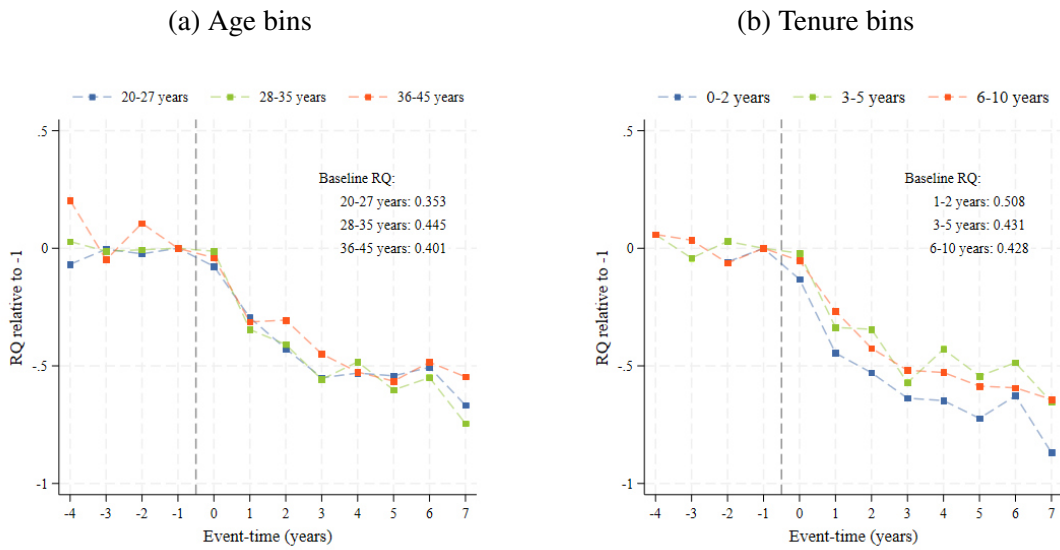 (a) Age bins
20-27 years 28-35 years 36-45 years
.5
0
-.5
-1
RQ relative to -1
Baseline RQ:
20-27 years: 0.353
28-35 years: 0.445
36-45 years: 0.401
-4 -3 -2 -1 0 1 2 3 4 5 6 7
Event-time (years)
(b) Tenure bins
0-2 years 3-5 years 6-10 years
.5
0
-.5
-1
RQ relative to -1
Baseline RQ:
1-2 years: 0.508
3-5 years: 0.431
6-10 years: 0.428
-4 -3 -2 -1 0 1 2 3 4 5 6 7
Event-time (years)